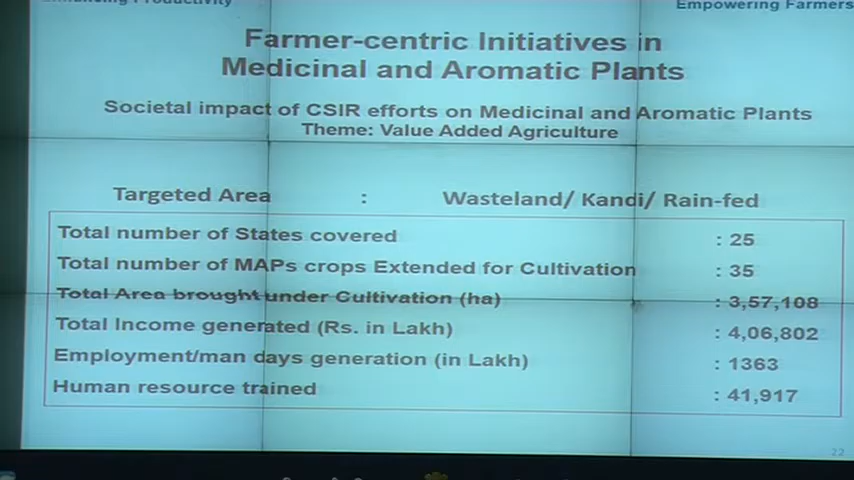 Enhancing Productivity
Empowering Farmers
Farmer-centric Initiatives in
Medicinal and Aromatic Plants
Societal impact of CSIR efforts on Medicinal and Aromatic Plants
Theme: Value Added Agriculture
Targeted Area : Wasteland/ Kandi/ Rain-fed
Total number of States covered : 25
Total number of MAPs crops Extended for Cultivation : 35
Total Area brought under Cultivation (ha) : 3,57,108
Total Income generated (Rs. in Lakh) : 4,06,802
Employment/man days generation (in Lakh) : 1363
Human resource trained : 41,917
22